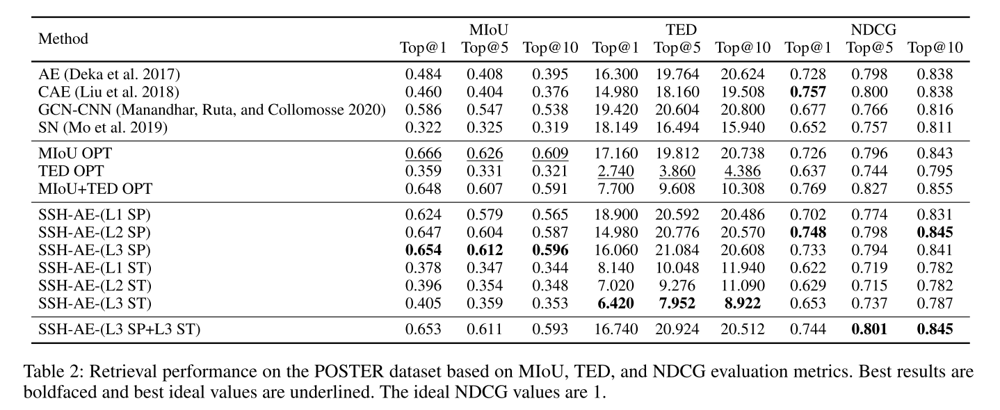 Method MIoU TED NDCG
Top@1 Top@5 Top@10 Top@1 Top@5 Top@10 Top@1 Top@5 Top@10
AE (Deka et al. 2017) 0.484 0.408 0.395 16.300 19.764 20.624 0.728 0.798 0.838
CAE (Liu et al. 2018) 0.460 0.404 0.376 14.980 18.160 19.508 0.757 0.800 0.838
GCN-CNN (Manandhar, Ruta, and Collomosse 2020) 0.586 0.547 0.538 19.420 20.604 20.800 0.677 0.766 0.816
SN (Mo et al. 2019) 0.322 0.325 0.319 18.149 16.494 15.940 0.652 0.757 0.811
MIoU OPT 0.666 0.626 0.609 17.160 19.812 20.738 0.726 0.796 0.843
TED OPT 0.359 0.331 0.321 2.740 3.860 4.386 0.637 0.744 0.795
MIoU+TED OPT 0.648 0.607 0.591 7.700 9.608 10.308 0.769 0.827 0.855
SSH-AE-(L1 SP) 0.624 0.579 0.565 18.900 20.592 20.486 0.702 0.774 0.831
SSH-AE-(L2 SP) 0.647 0.604 0.587 14.980 20.776 20.570 0.748 0.798 0.845
SSH-AE-(L3 SP) 0.654 0.612 0.596 16.060 21.084 20.608 0.733 0.794 0.841
SSH-AE-(L1 ST) 0.378 0.347 0.344 8.140 10.048 11.940 0.622 0.719 0.782
SSH-AE-(L2 ST) 0.396 0.354 0.348 7.020 9.276 11.090 0.629 0.715 0.782
SSH-AE-(L3 ST) 0.405 0.359 0.353 6.420 7.952 8.922 0.653 0.737 0.787
SSH-AE-(L3 SP+L3 ST) 0.653 0.611 0.593 16.740 20.924 20.512 0.744 0.801 0.845
Table 2: Retrieval performance on the POSTER dataset based on MIoU, TED, and NDCG evaluation metrics. Best results are
boldfaced and best ideal values are underlined. The ideal NDCG values are 1.